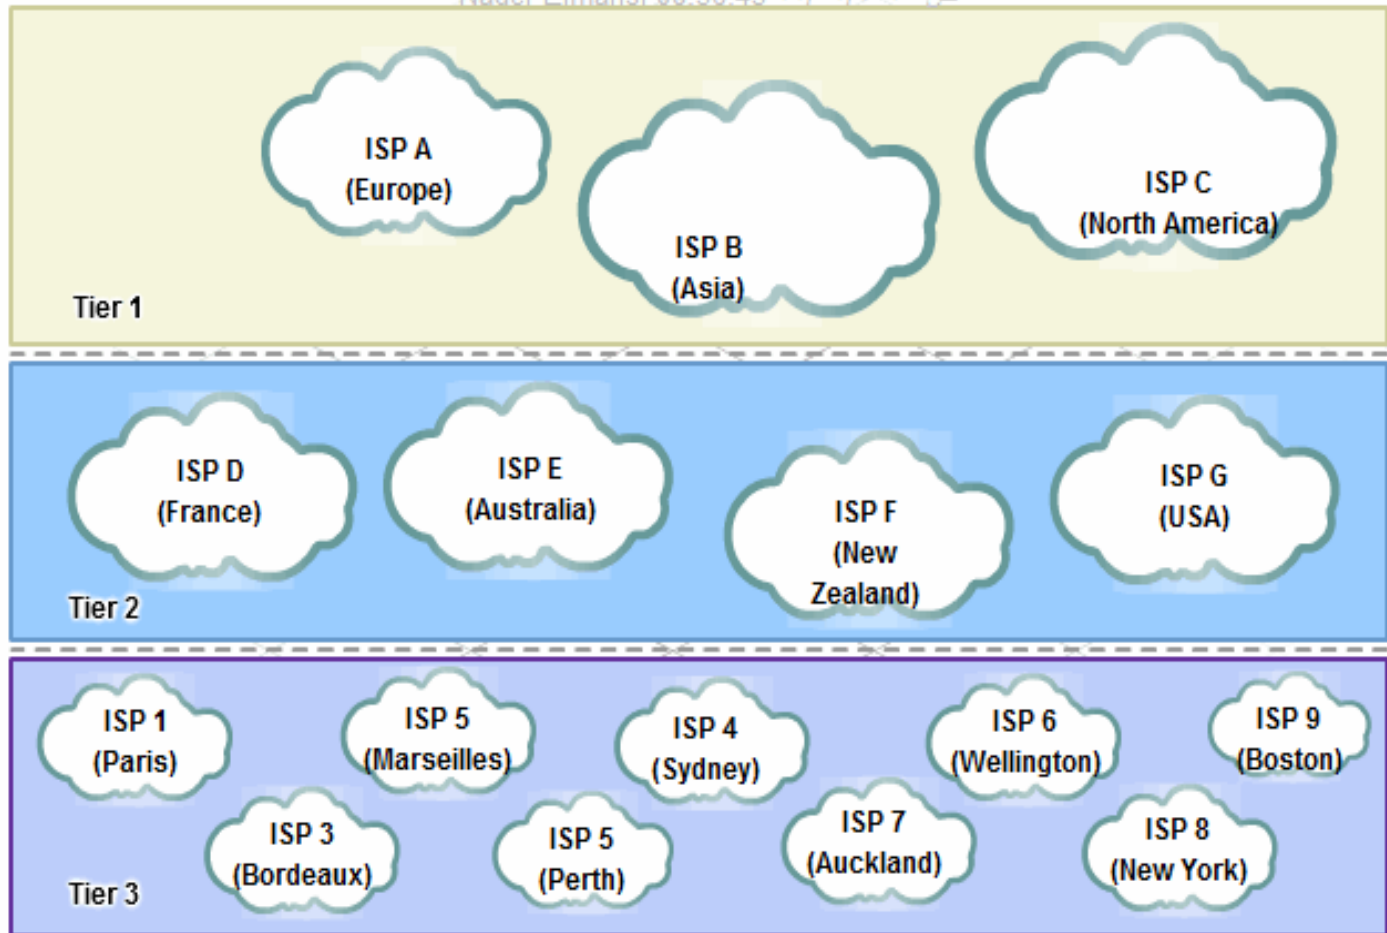 ISP A
(Europe)
ISP B
(Asia)
ISP C
(North America)
Tier 1
ISP D
(France)
ISP E
(Australia)
ISP F
(New
Zealand)
ISP G
(USA)
Tier 2
ISP 1
(Paris)
ISP 5
(Marseilles)
ISP 4
(Sydney)
ISP 6
(Wellington)
ISP 9
(Boston)
ISP 3
(Bordeaux)
ISP 5
(Perth)
ISP 7
(Auckland)
ISP 8
(New York)
Tier 3